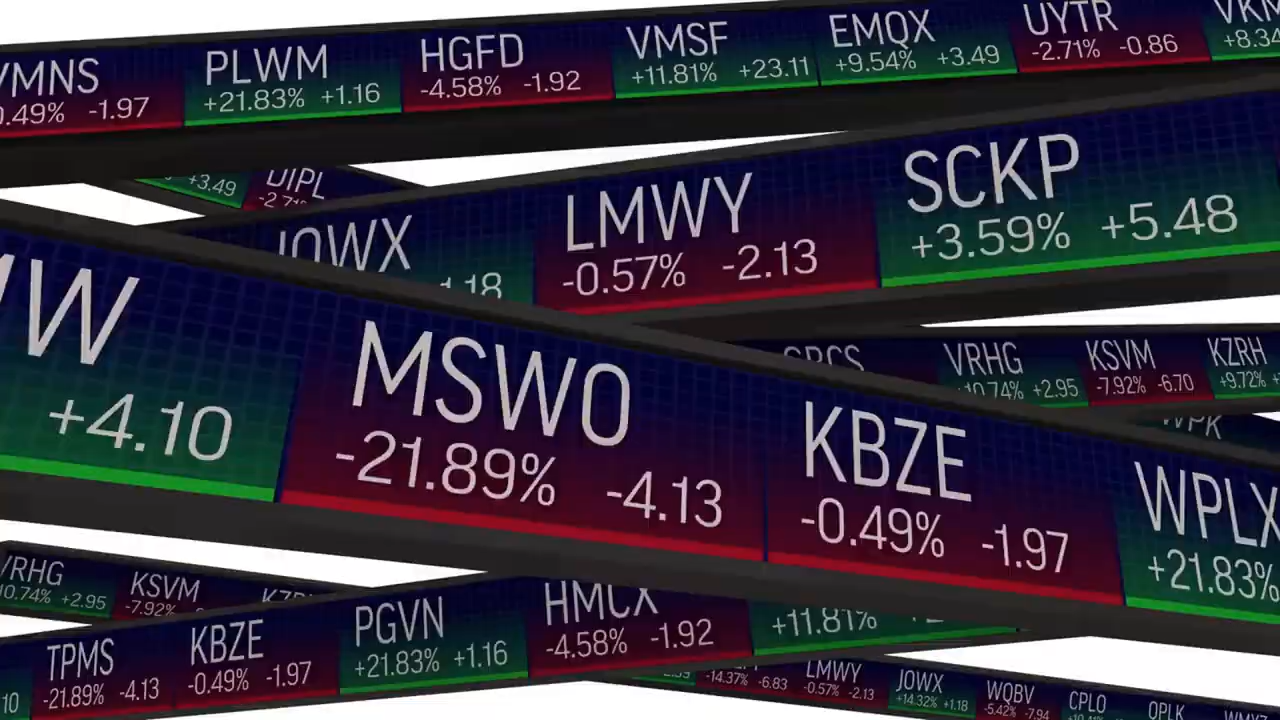 PLWM
+21.83% +1.16
HGFD
-4.58% -1.92
VMSF
+11.81% +23.11
EMQX
+9.54% +3.49
UYTR
-2.71% -0.86
-1.97
+3.49
DIPL
JOWX
1.18
LMWY
-0.57% -2.13
SCKP
+3.59% +5.48
+4.10
MSWO
-21.89% -4.13
KBZE
-0.49% -1.97
WPLX
+21.83%
VRHG
+2.95
KSVM
-7.92% -6.70
KZRH
+9.72%
WPK
VRHG
+2.95
KSVM
-7.92%
TPMS
-21.89% -4.13
KBZE
-0.49% -1.97
PGVN
+21.83% +1.16
HMCX
-4.58% -1.92
+11.81%
-14.37% -6.83
LMWY
-0.57% -2.13
JOWX
+14.32% +1.18
WQBV
-5.42% -7.94
CPLO
OPLK